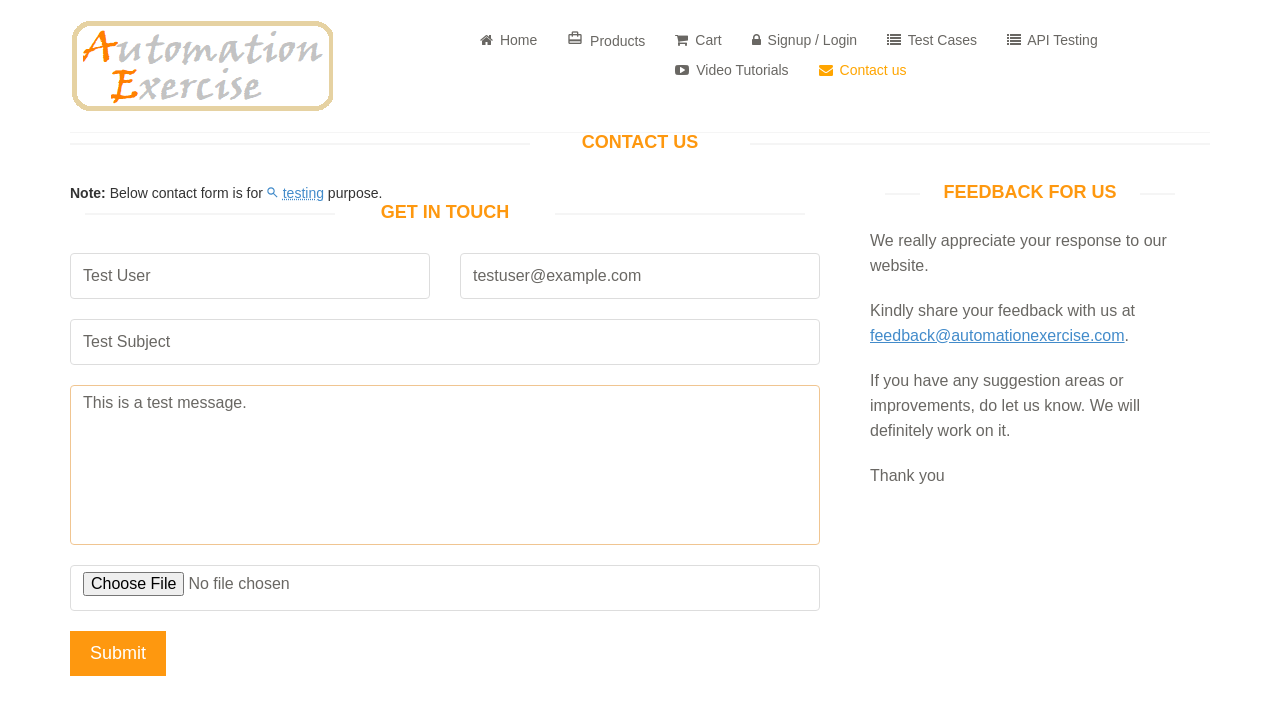 Automation
Exercise
Home Products Cart Signup / Login Test Cases API Testing
Video Tutorials Contact us
CONTACT US
Note: Below contact form is for testing purpose.
GET IN TOUCH
Test User testuser@example.com
Test Subject
This is a test message.
Choose File No file chosen
Submit
FEEDBACK FOR US
We really appreciate your response to our
website.
Kindly share your feedback with us at
feedback@automationexercise.com.
If you have any suggestion areas or
improvements, do let us know. We will
definitely work on it.
Thank you